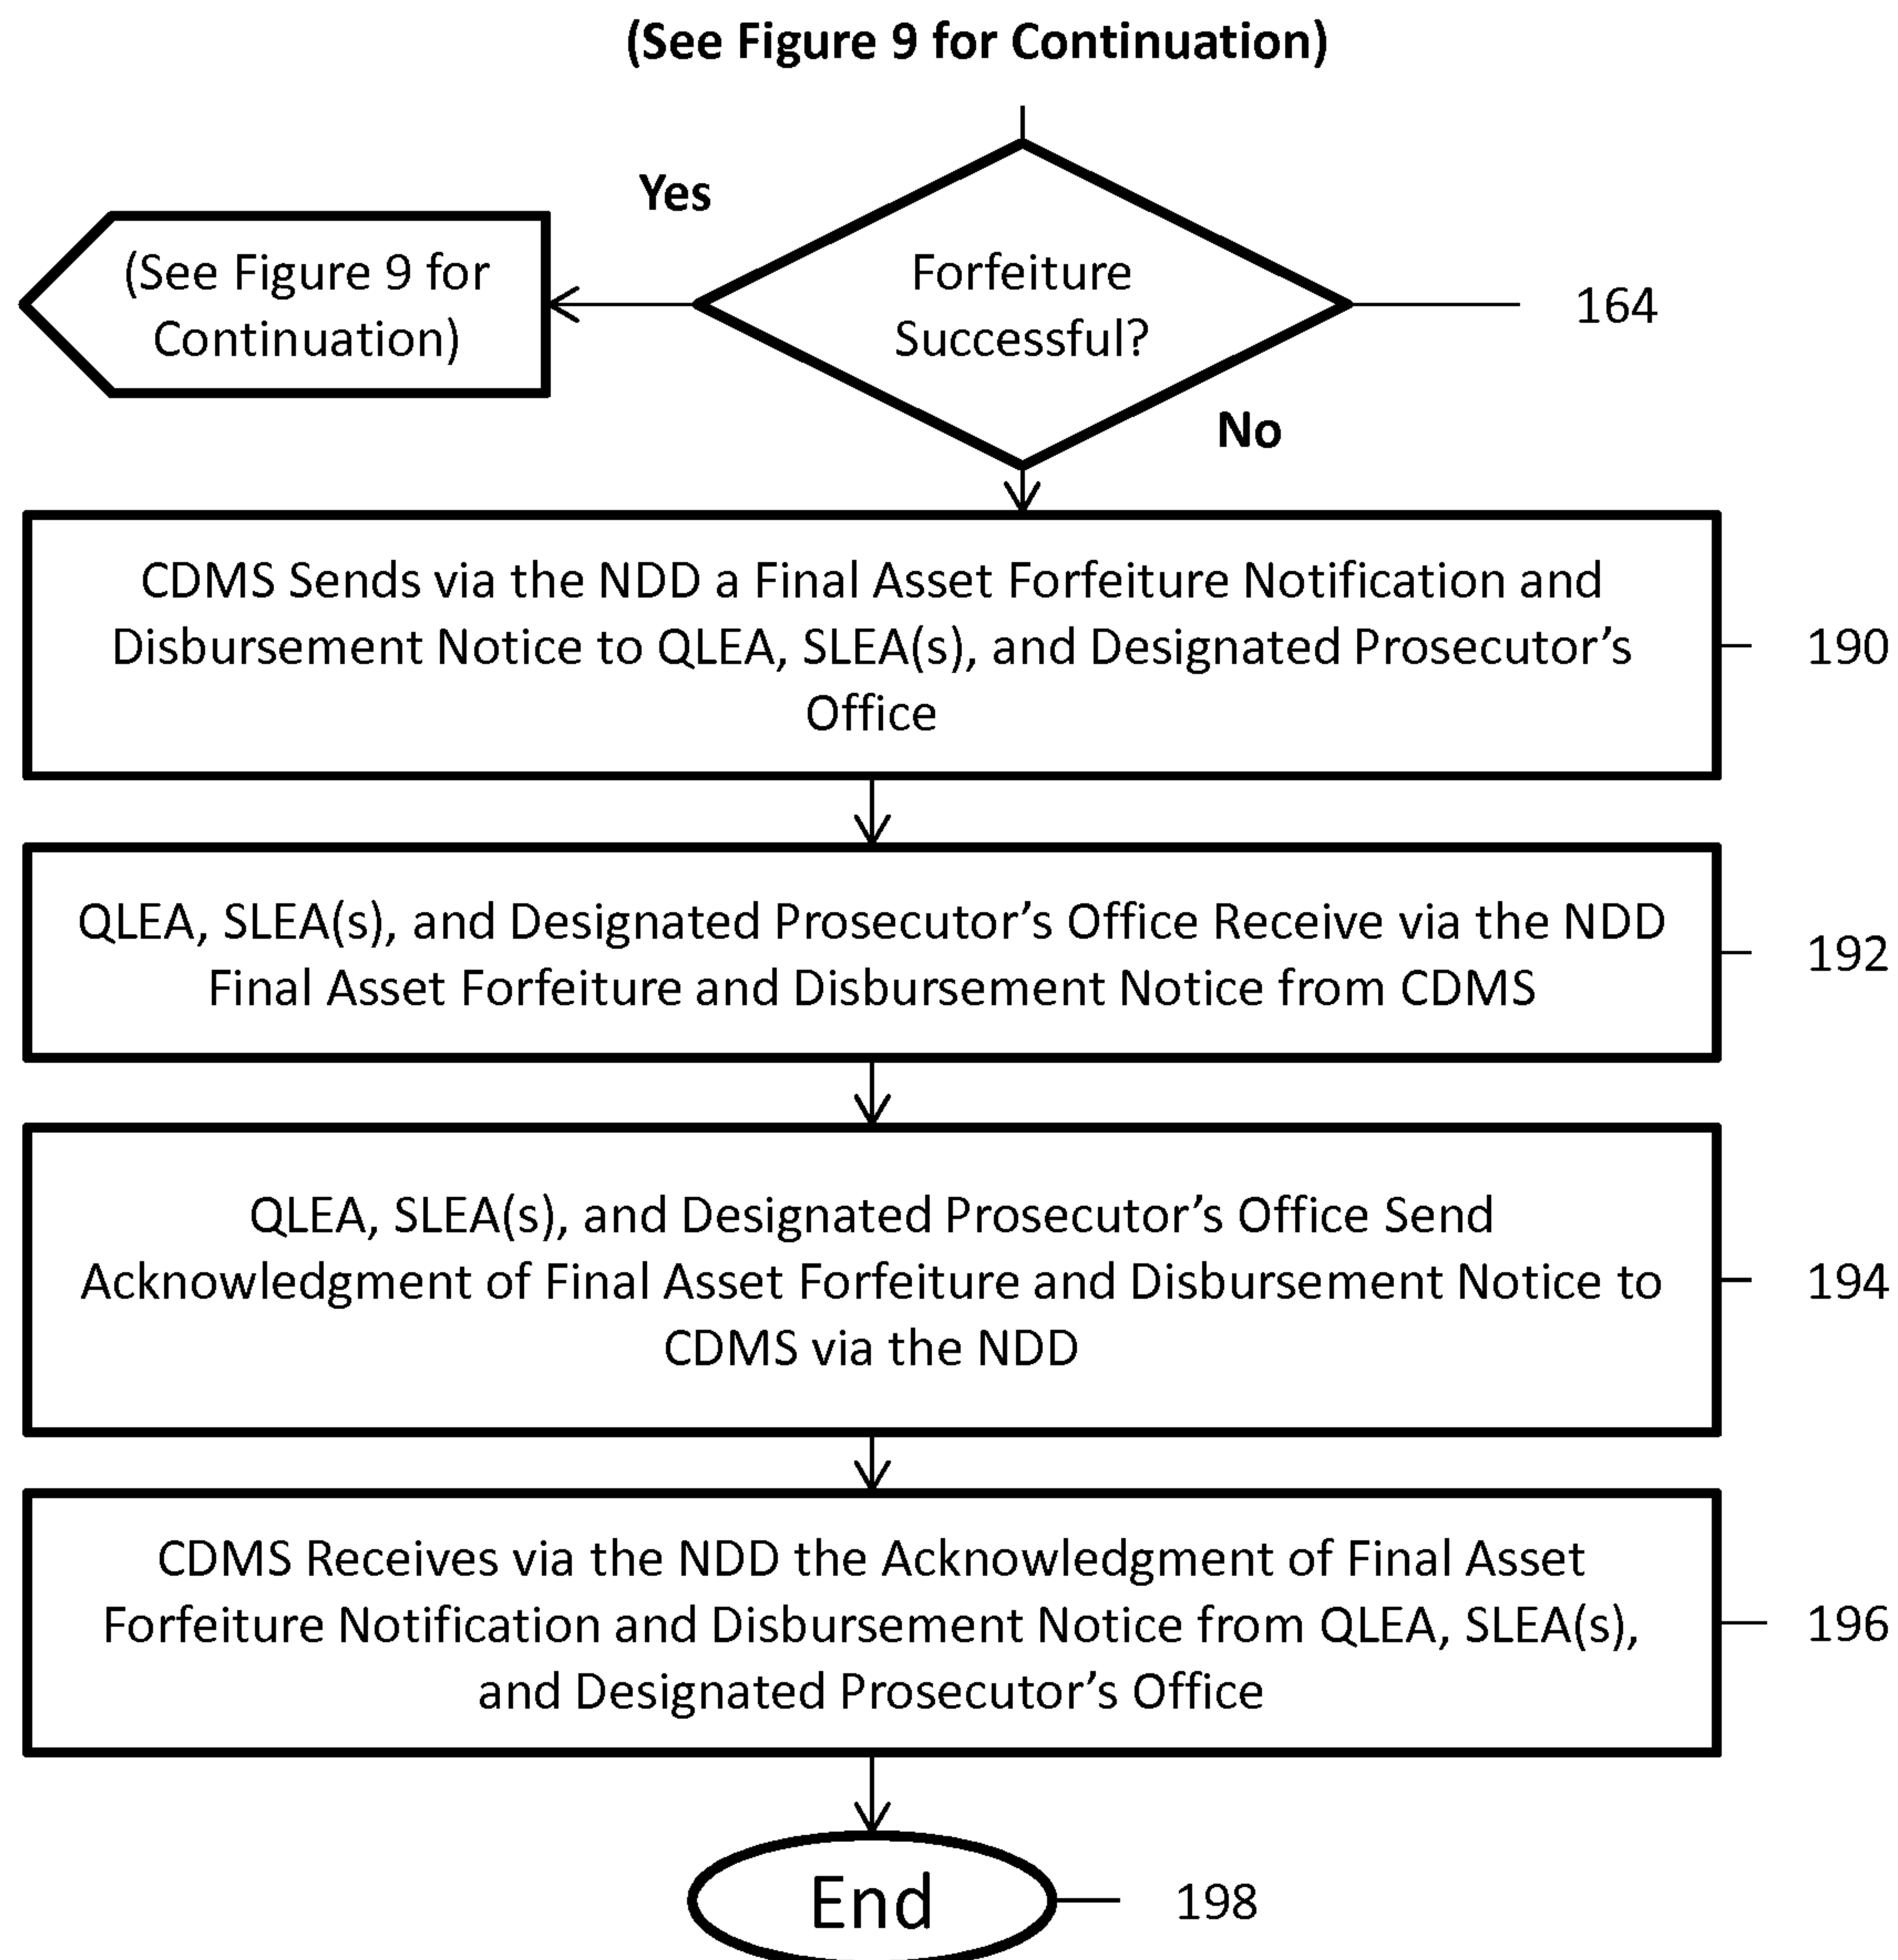 (See Figure 9 for Continuation)
Yes
(See Figure 9 for
Continuation)
Forfeiture
Successful?
164
No
CDMS Sends via the NDD a Final Asset Forfeiture Notification and
Disbursement Notice to QLEA, SLEA(s), and Designated Prosecutor’s
Office
190
QLEA, SLEA(s), and Designated Prosecutor’s Office Receive via the NDD
Final Asset Forfeiture and Disbursement Notice from CDMS
192
QLEA, SLEA(s), and Designated Prosecutor’s Office Send
Acknowledgment of Final Asset Forfeiture and Disbursement Notice to
CDMS via the NDD
194
CDMS Receives via the NDD the Acknowledgment of Final Asset
Forfeiture Notification and Disbursement Notice from QLEA, SLEA(s),
and Designated Prosecutor’s Office
196
End
198